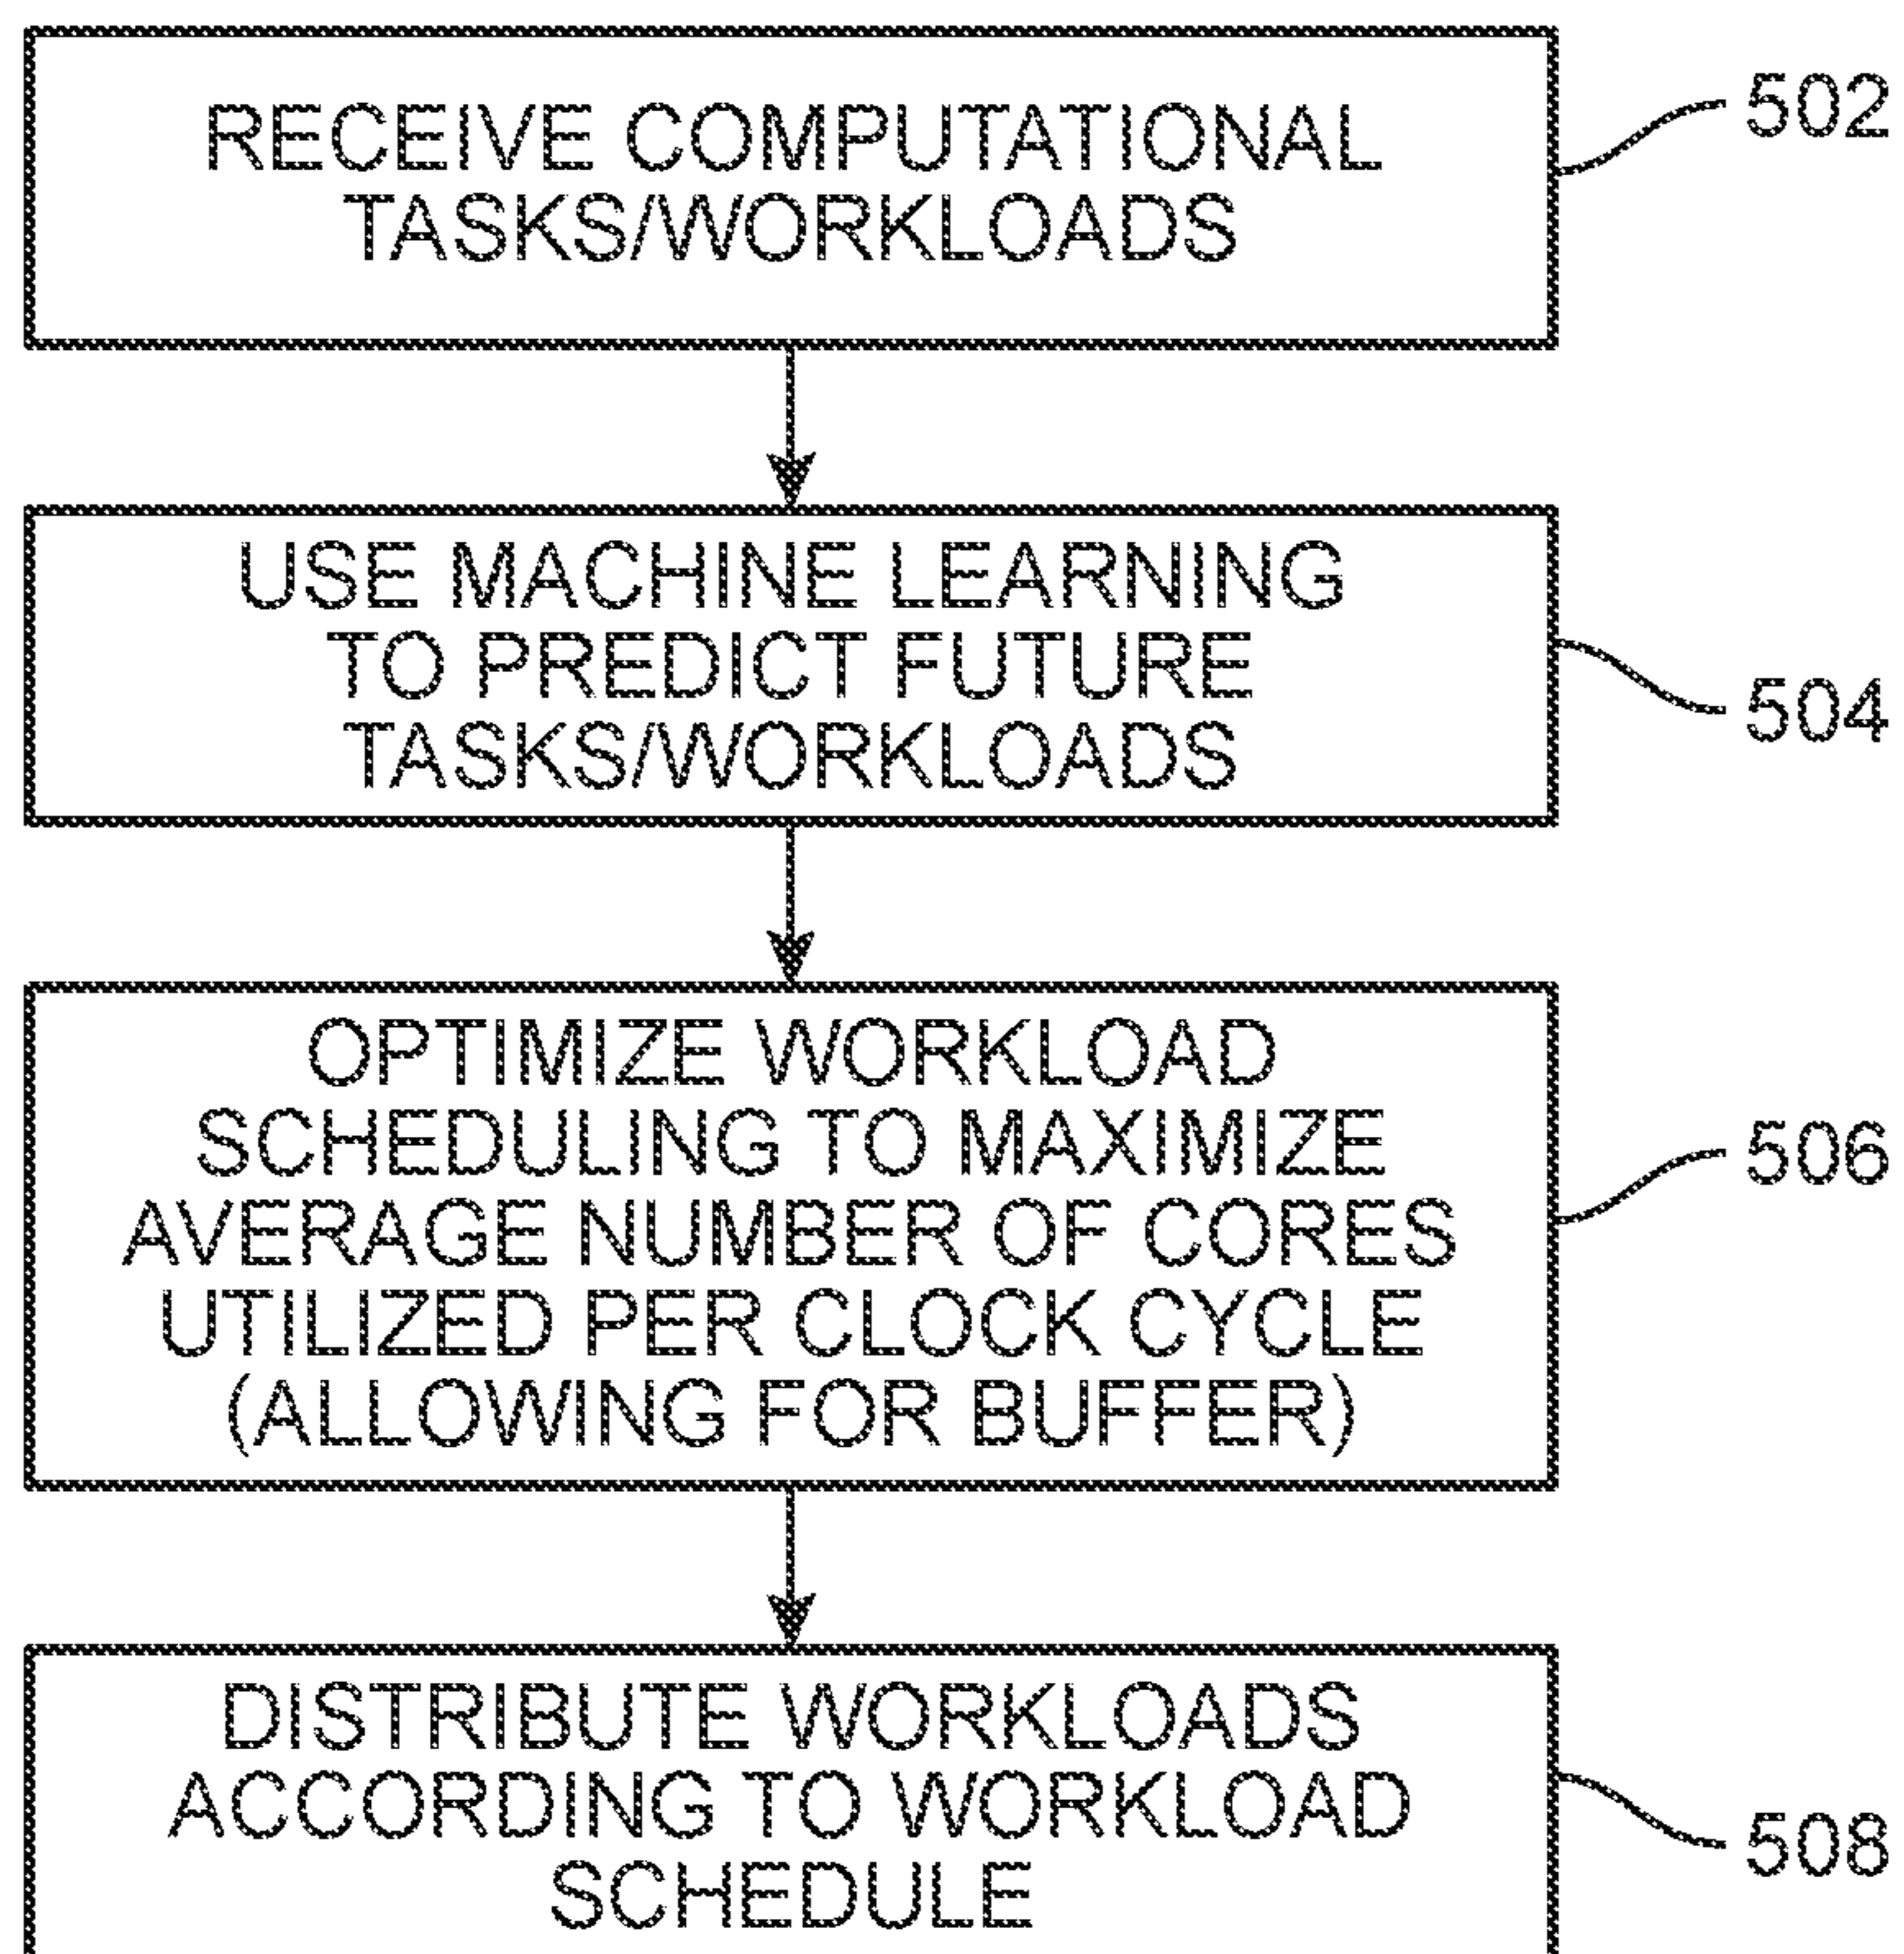 RECEIVE COMPUTATIONAL
TASKS/WORKLOADS
502
USE MACHINE LEARNING
TO PREDICT FUTURE
TASKS/WORKLOADS
504
OPTIMIZE WORKLOAD
SCHEDULING TO MAXIMIZE
AVERAGE NUMBER OF CORES
UTILIZED PER CLOCK CYCLE
(ALLOWING FOR BUFFER)
506
DISTRIBUTE WORKLOADS
ACCORDING TO WORKLOAD
SCHEDULE
508